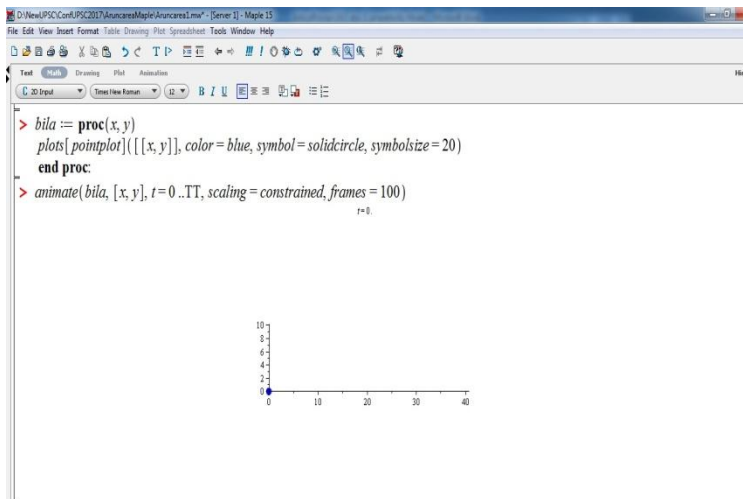 D:\NewUPSC\ConfUPSC2017\AruncareaMaple\Aruncarea1.mw* - [Server 1] - Maple 15
File Edit View Insert Format Table Drawing Plot Spreadsheet Tools Window Help
Text Math Drawing Plot Animation Hi
C 2D Input Times New Roman 12 B I U
> bila := proc(x, y)
plots[pointplot]([[x, y]], color = blue, symbol = solidcircle, symbolsize = 20)
end proc:
> animate(bila, [x, y], t = 0 ..TT, scaling = constrained, frames = 100)
t = 0.
10
8
6
4
2
0
0 10 20 30 40